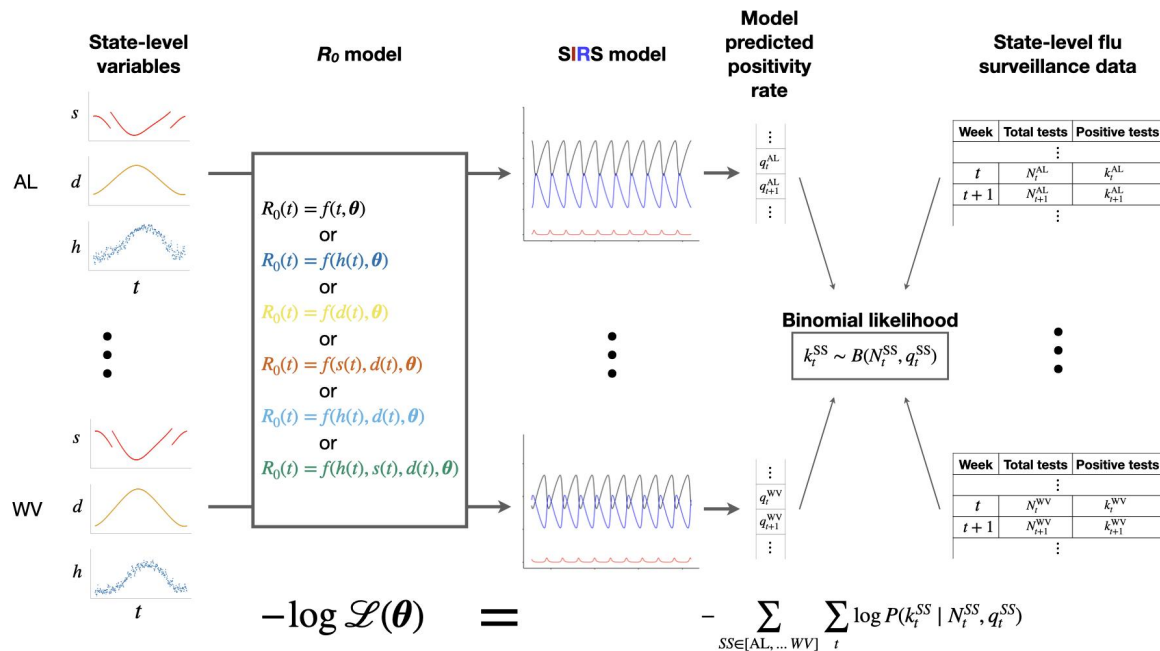 State-level
variables
R₀ model
SIRS model
Model
predicted
positivity
rate
State-level flu
surveillance data
AL
s
d
h
t
R₀(t) = f(t, θ)
or
R₀(t) = f(h(t), θ)
or
R₀(t) = f(d(t), θ)
or
R₀(t) = f(s(t), d(t), θ)
or
R₀(t) = f(h(t), d(t), θ)
or
R₀(t) = f(h(t), s(t), d(t), θ)
⋮
q_t^AL
q_{t+1}^AL
⋮
Week Total tests Positive tests
⋮
t N_t^AL k_t^AL
t + 1 N_{t+1}^AL k_{t+1}^AL
⋮
Binomial likelihood
k_t^SS ∼ B(N_t^SS, q_t^SS)
WV
s
d
h
t
⋮
q_t^WV
q_{t+1}^WV
⋮
Week Total tests Positive tests
⋮
t N_t^WV k_t^WV
t + 1 N_{t+1}^WV k_{t+1}^WV
⋮
−log ℒ(θ) = - ∑_{SS∈[AL, ... WV]} ∑_t log P(k_t^SS | N_t^SS, q_t^SS)